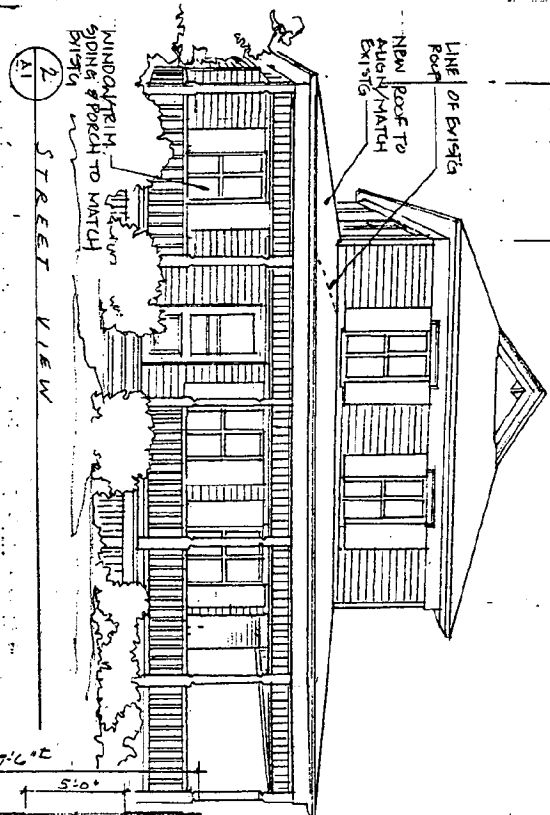 LINE OF EXIST'G
ROOF
NEW ROOF TO
ALIGN/MATCH
EXIST'G
WINDOW, TRIM,
SIDING & PORCH TO MATCH
EXIST'G
2
A1
STREET VIEW
5'-0"